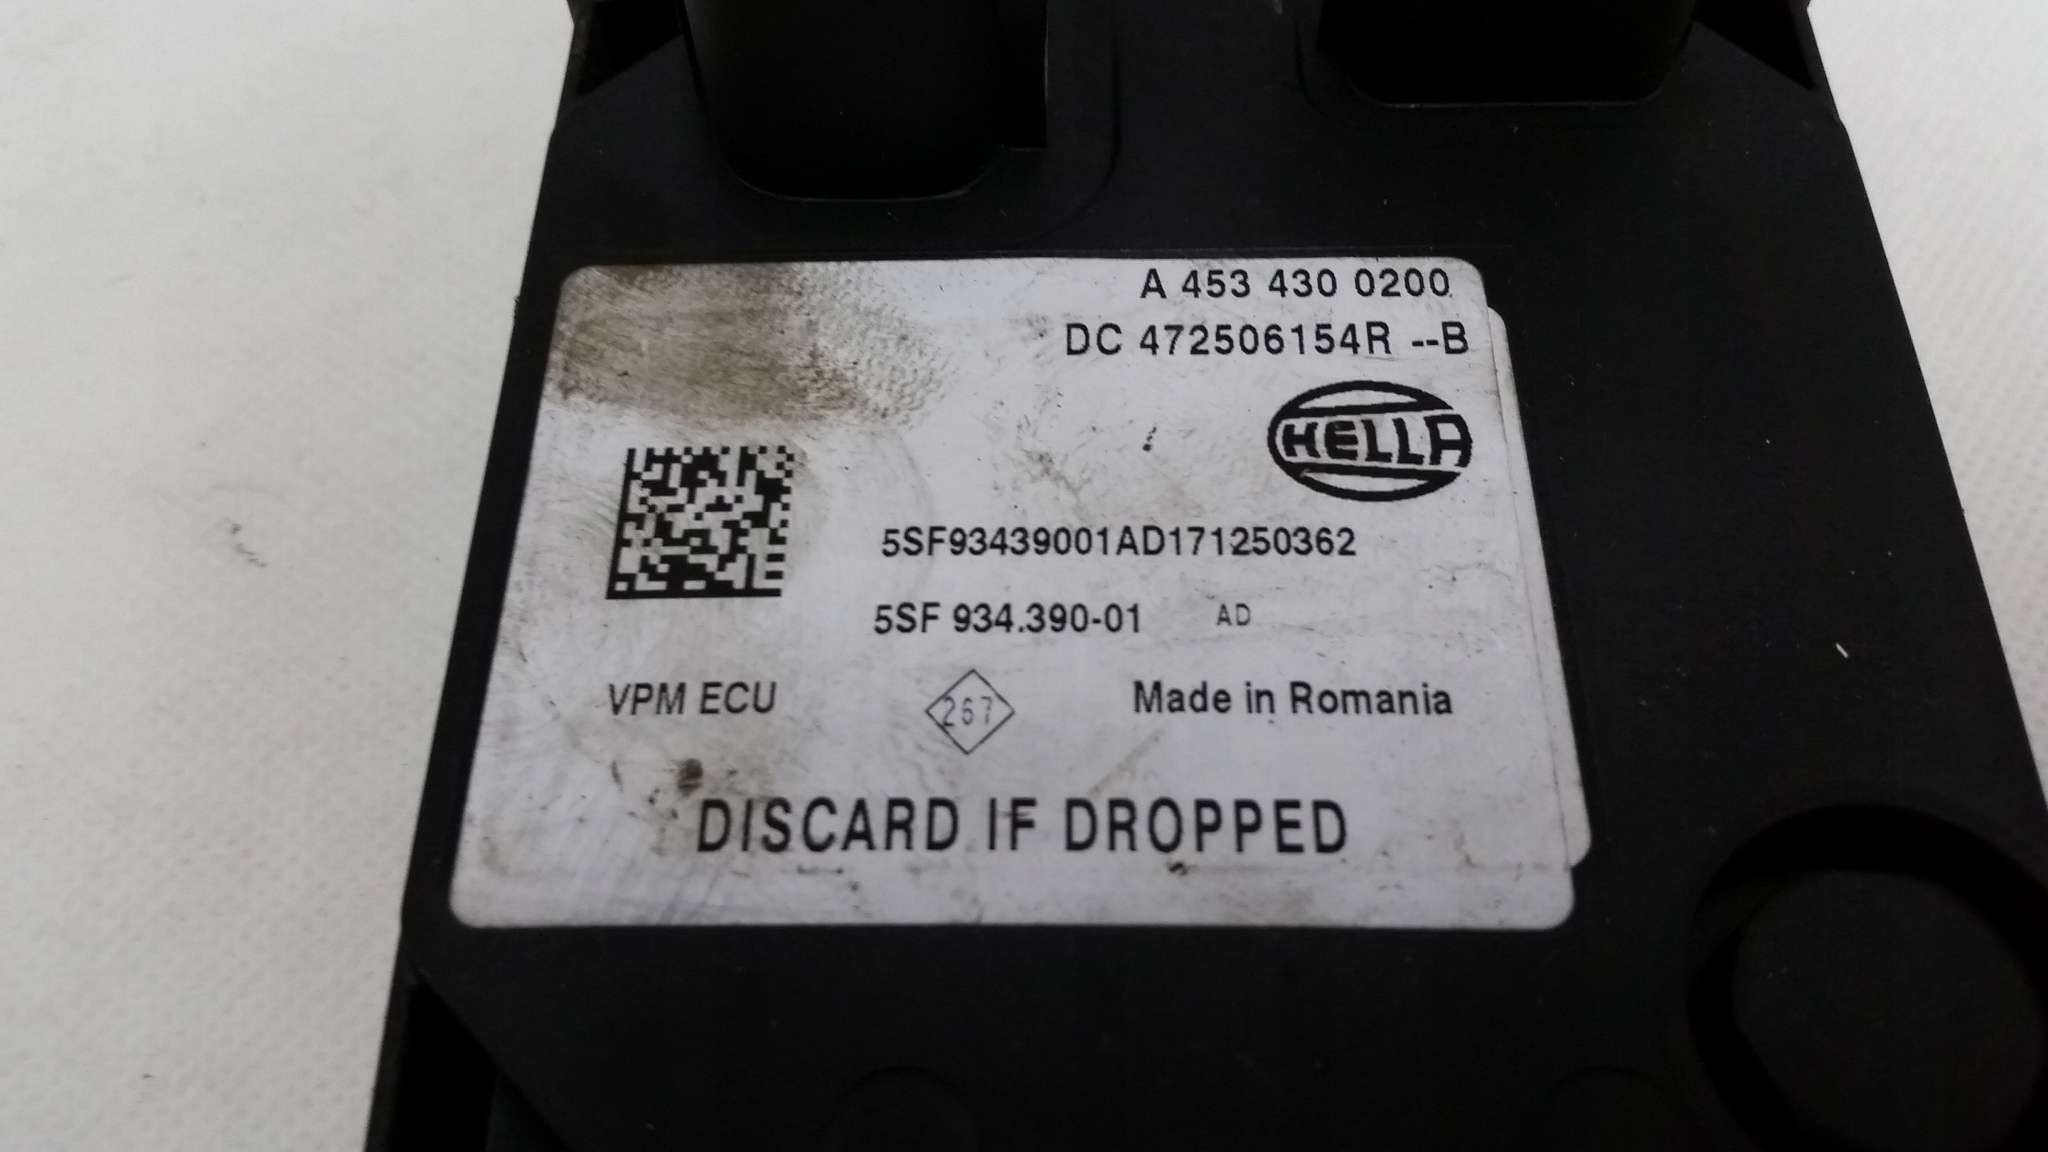 A 453 430 0200
DC 472506154R --B
HELLA
5SF93439001AD171250362
5SF 934.390-01 AD
VPM ECU 267 Made in Romania
DISCARD IF DROPPED